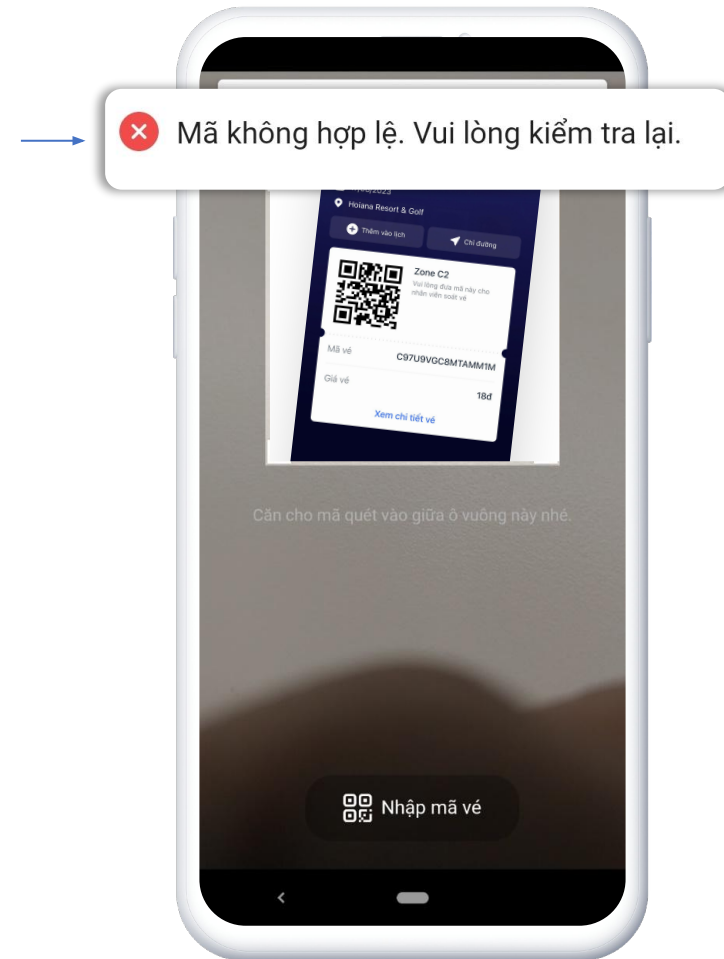 Mã không hợp lệ. Vui lòng kiểm tra lại.
Hoiana Resort & Golf
Thêm vào lịch
Chỉ đường
Zone C2
Vui lòng đưa mã này cho
nhân viên soát vé
Mã vé
C97U9VGC8MTAMM1M
Giá vé
18đ
Xem chi tiết vé
Căn cho mã quét vào giữa ô vuông này nhé.
Nhập mã vé